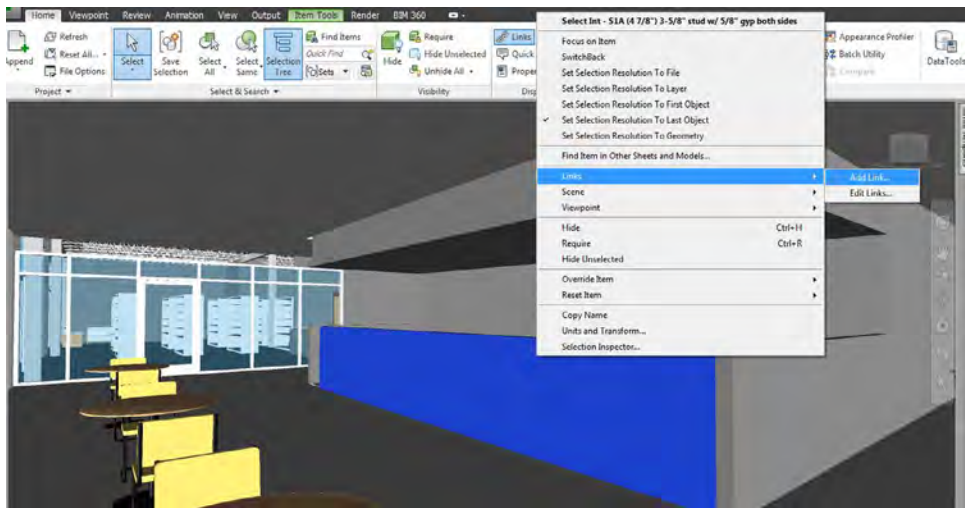 Home Viewpoint Review Animation View Output Item Tools Render BIM 360
Append
Refresh
Reset All...
File Options
Project
Select
Save Selection
Select All
Select Same
Selection Tree
Find Items
Quick Find
Sets
Select & Search
Hide
Require
Hide Unselected
Unhide All
Visibility
Links
Quick
Proper
Disp
Appearance Profiler
Batch Utility
Compare
DataTools
Select Int - S1A (4 7/8") 3-5/8" stud w/ 5/8" gyp both sides
Focus on Item
SwitchBack
Set Selection Resolution To File
Set Selection Resolution To Layer
Set Selection Resolution To First Object
Set Selection Resolution To Last Object
Set Selection Resolution To Geometry
Find Item in Other Sheets and Models...
Links
Add Link...
Scene
Edit Links...
Viewpoint
Hide Ctrl+H
Require Ctrl+R
Hide Unselected
Override Item
Reset Item
Copy Name
Units and Transform...
Selection Inspector...